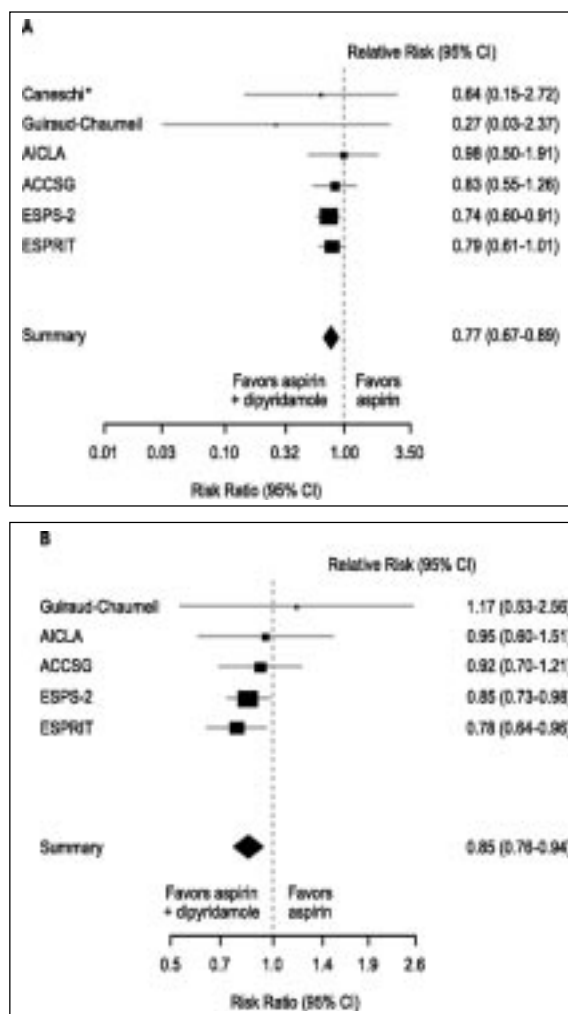 A
Relative Risk (95% CI)
Caneschi* 0.64 (0.15-2.72)
Guiraud-Chaumeil 0.27 (0.03-2.37)
AICLA 0.98 (0.50-1.91)
ACCSG 0.83 (0.55-1.26)
ESPS-2 0.74 (0.60-0.91)
ESPRIT 0.79 (0.61-1.01)
Summary 0.77 (0.67-0.89)
Favors aspirin Favors
+ dipyridamole aspirin
0.01 0.03 0.10 0.32 1.00 3.50
Risk Ratio (95% CI)
B
Relative Risk (95% CI)
Guiraud-Chaumeil 1.17 (0.53-2.56)
AICLA 0.95 (0.60-1.51)
ACCSG 0.92 (0.70-1.21)
ESPS-2 0.85 (0.73-0.98)
ESPRIT 0.78 (0.64-0.96)
Summary 0.85 (0.76-0.94)
Favors aspirin Favors
+ dipyridamole aspirin
0.5 0.7 1.0 1.4 1.9 2.6
Risk Ratio (95% CI)